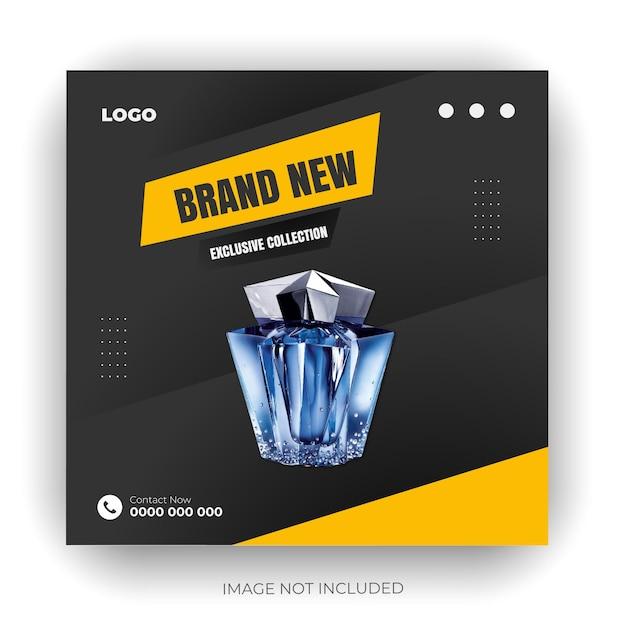 LOGO
BRAND NEW
EXCLUSIVE COLLECTION
Contact Now
0000 000 000
IMAGE NOT INCLUDED